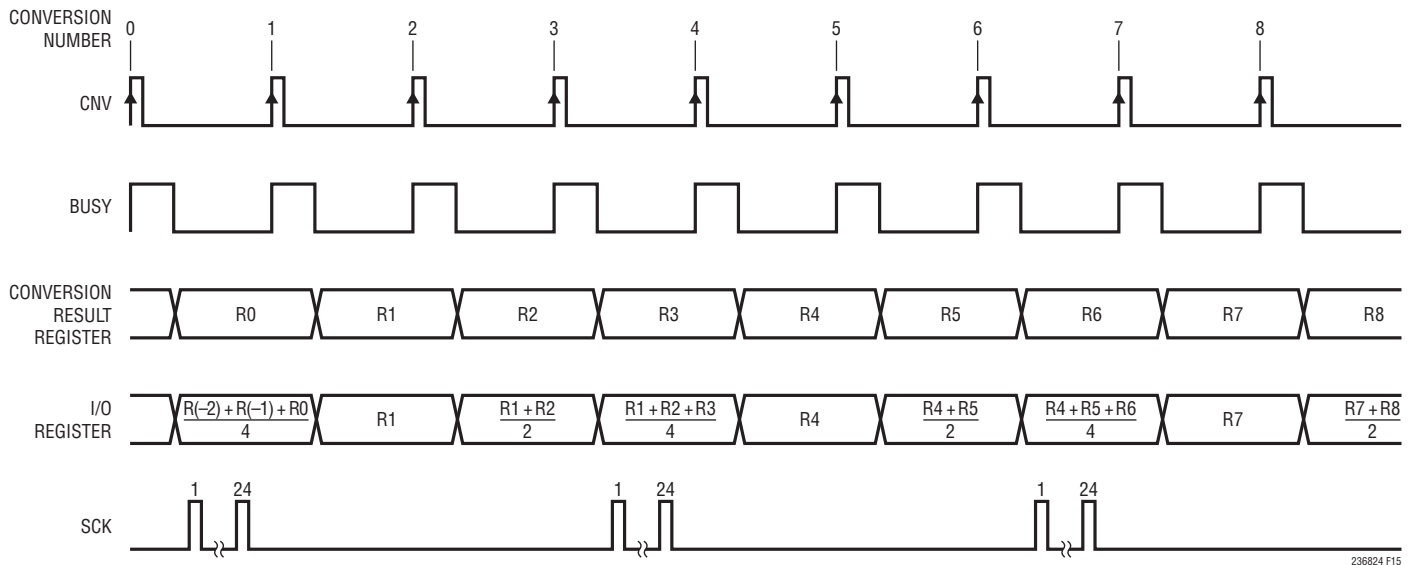 CONVERSION
NUMBER
0 1 2 3 4 5 6 7 8
CNV
BUSY
CONVERSION
RESULT
REGISTER
R0 R1 R2 R3 R4 R5 R6 R7 R8
I/O
REGISTER
R(–2) + R(–1) + R0
4
R1
R1 + R2
2
R1 + R2 + R3
4
R4
R4 + R5
2
R4 + R5 + R6
4
R7
R7 + R8
2
SCK
1 24 1 24 1 24
236824 F15